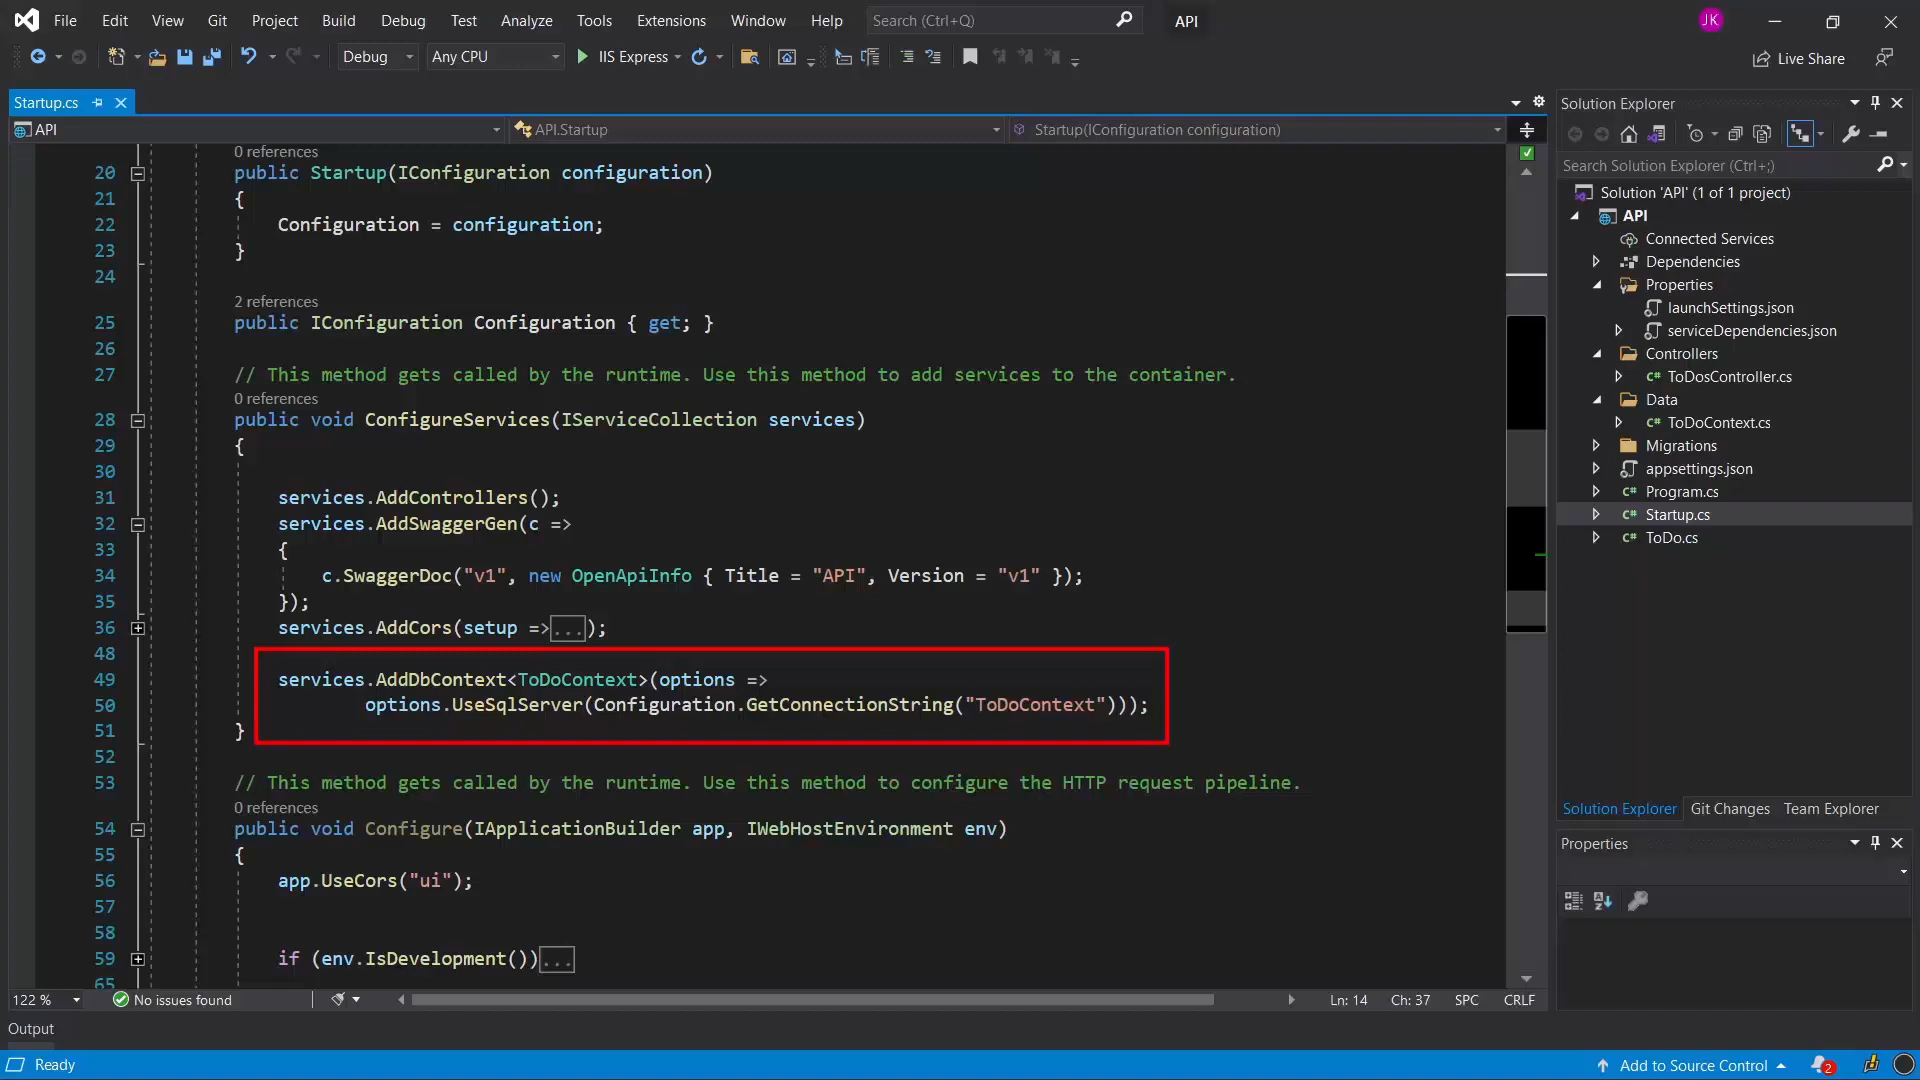 File Edit View Git Project Build Debug Test Analyze Tools Extensions Window Help Search (Ctrl+Q) API JK
Debug Any CPU IIS Express Live Share
Startup.cs
API API.Startup Startup(IConfiguration configuration)
0 references
20 public Startup(IConfiguration configuration)
21 {
22 Configuration = configuration;
23 }
24
2 references
25 public IConfiguration Configuration { get; }
26
27 // This method gets called by the runtime. Use this method to add services to the container.
0 references
28 public void ConfigureServices(IServiceCollection services)
29 {
30
31 services.AddControllers();
32 services.AddSwaggerGen(c =>
33 {
34 c.SwaggerDoc("v1", new OpenApiInfo { Title = "API", Version = "v1" });
35 });
36 services.AddCors(setup =>...);
48
49 services.AddDbContext<ToDoContext>(options =>
50 options.UseSqlServer(Configuration.GetConnectionString("ToDoContext")));
51 }
52
53 // This method gets called by the runtime. Use this method to configure the HTTP request pipeline.
0 references
54 public void Configure(IApplicationBuilder app, IWebHostEnvironment env)
55 {
56 app.UseCors("ui");
57
58
59 if (env.IsDevelopment())...
65
122 % No issues found Ln: 14 Ch: 37 SPC CRLF
Output
Ready
Solution Explorer
Search Solution Explorer (Ctrl+;)
Solution 'API' (1 of 1 project)
API
Connected Services
Dependencies
Properties
launchSettings.json
serviceDependencies.json
Controllers
C# ToDosController.cs
Data
C# ToDoContext.cs
Migrations
appsettings.json
C# Program.cs
C# Startup.cs
C# ToDo.cs
Solution Explorer Git Changes Team Explorer
Properties
Add to Source Control 2